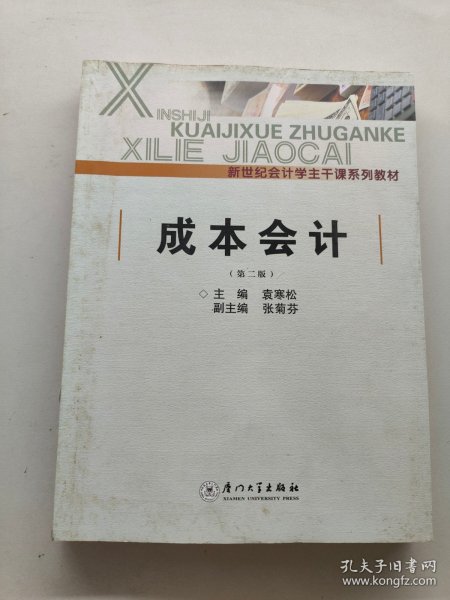 XINSHIJI
KUAIJIXUE ZHUGANKE
XILIE JIAOCAI
新世纪会计学主干课系列教材
成本会计
（第二版）
◇主 编 袁寒松
副主编 张菊芬
厦门大学出版社
XIAMEN UNIVERSITY PRESS
孔夫子旧书网
www.kongfz.com